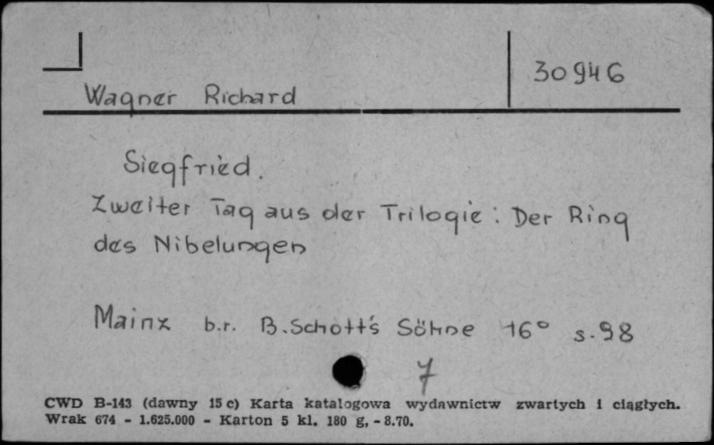 30946
Wagner Richard
Siegfried.
Zweiter Tag aus der Trilogie: Der Ring
des Nibelungen
Mainz b.r. B.Schott's Söhne 16° s.98
7
CWD B-143 (dawny 15 c) Karta katalogowa wydawnictw zwartych i ciągłych.
Wrak 674 - 1.625.000 - Karton 5 kl. 180 g, - 8.70.